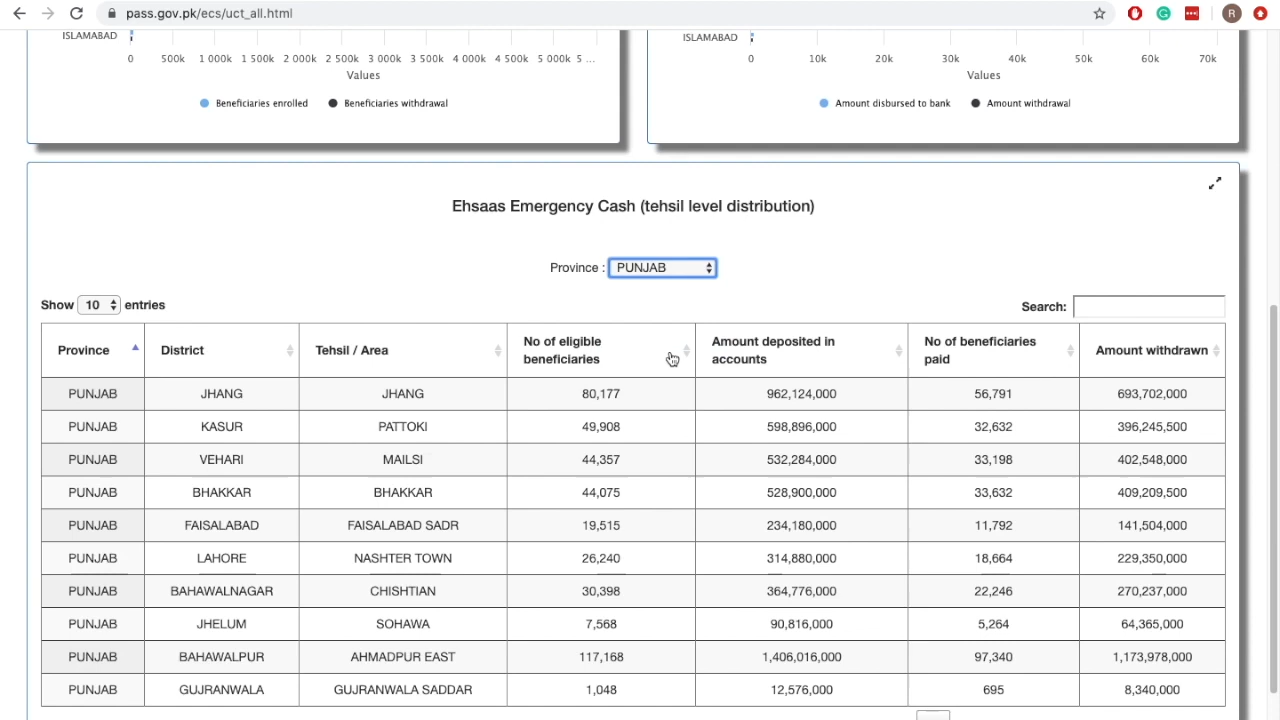 pass.gov.pk/ecs/uct_all.html
R
ISLAMABAD
0 500k 1 000k 1 500k 2 000k 2 500k 3 000k 3 500k 4 000k 4 500k 5 000k 5 ...
Values
Beneficiaries enrolled Beneficiaries withdrawal
ISLAMABAD
0 10k 20k 30k 40k 50k 60k 70k
Values
Amount disbursed to bank Amount withdrawal
Ehsaas Emergency Cash (tehsil level distribution)
Province : PUNJAB
Show 10 entries
Search:
Province District Tehsil / Area No of eligible beneficiaries Amount deposited in accounts No of beneficiaries paid Amount withdrawn
PUNJAB JHANG JHANG 80,177 962,124,000 56,791 693,702,000
PUNJAB KASUR PATTOKI 49,908 598,896,000 32,632 396,245,500
PUNJAB VEHARI MAILSI 44,357 532,284,000 33,198 402,548,000
PUNJAB BHAKKAR BHAKKAR 44,075 528,900,000 33,632 409,209,500
PUNJAB FAISALABAD FAISALABAD SADR 19,515 234,180,000 11,792 141,504,000
PUNJAB LAHORE NASHTER TOWN 26,240 314,880,000 18,664 229,350,000
PUNJAB BAHAWALNAGAR CHISHTIAN 30,398 364,776,000 22,246 270,237,000
PUNJAB JHELUM SOHAWA 7,568 90,816,000 5,264 64,365,000
PUNJAB BAHAWALPUR AHMADPUR EAST 117,168 1,406,016,000 97,340 1,173,978,000
PUNJAB GUJRANWALA GUJRANWALA SADDAR 1,048 12,576,000 695 8,340,000